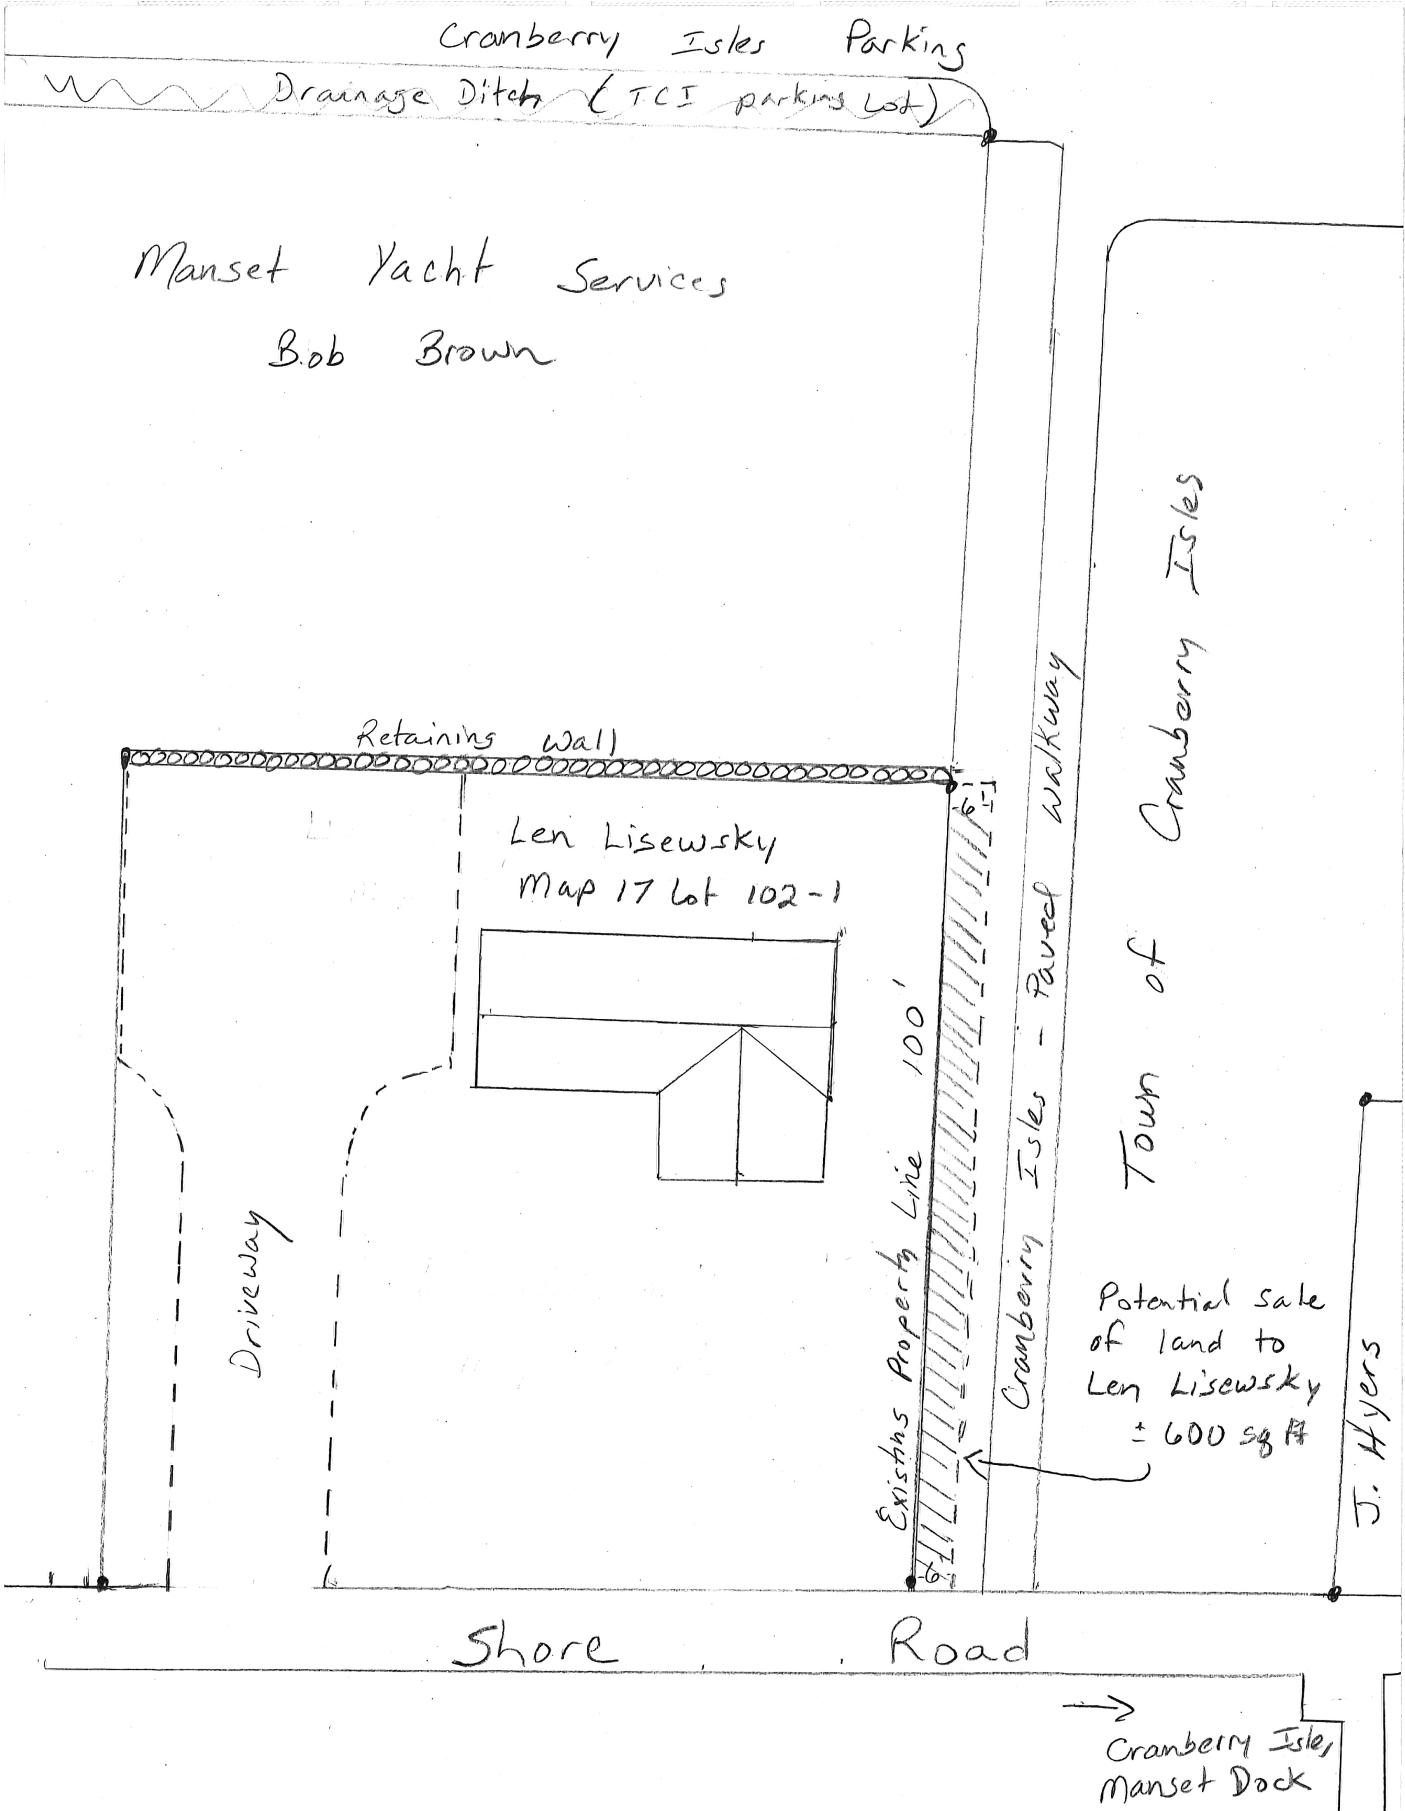 Cranberry Isles Parking
Drainage Ditch (TCI parking Lot)
Manset Yacht Services
Bob Brown
Retaining Wall
-6-
Len Lisewsky
Map 17 Lot 102-1
Existing Property Line 100'
Cranberry Isles - Paved Walkway
Town of Cranberry Isles
Driveway
Potential sale
of land to
Len Lisewsky
± 600 sq ft
J. Hyers
-6-
Shore Road
Cranberry Isles
Manset Dock